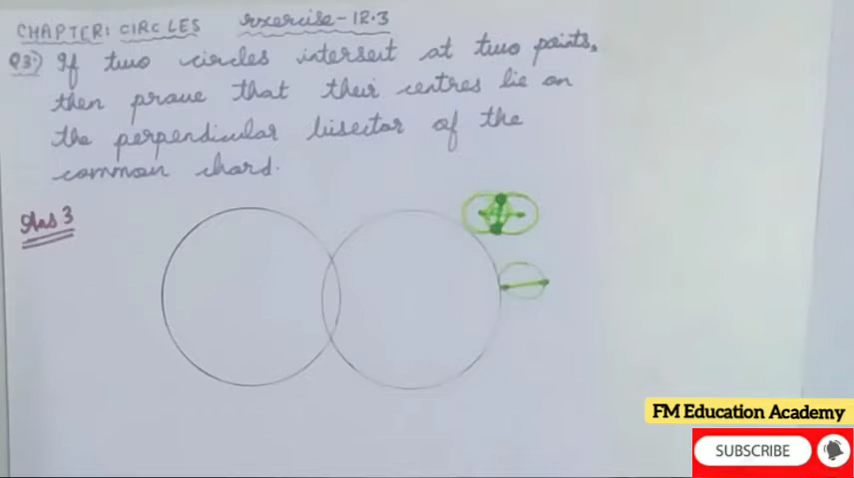 CHAPTER: CIRCLES exercise-12.3
Q3:) If two circles intersect at two points,
then prove that their centres lie on
the perpendicular bisector of the
common chord.
Ans 3
FM Education Academy
SUBSCRIBE